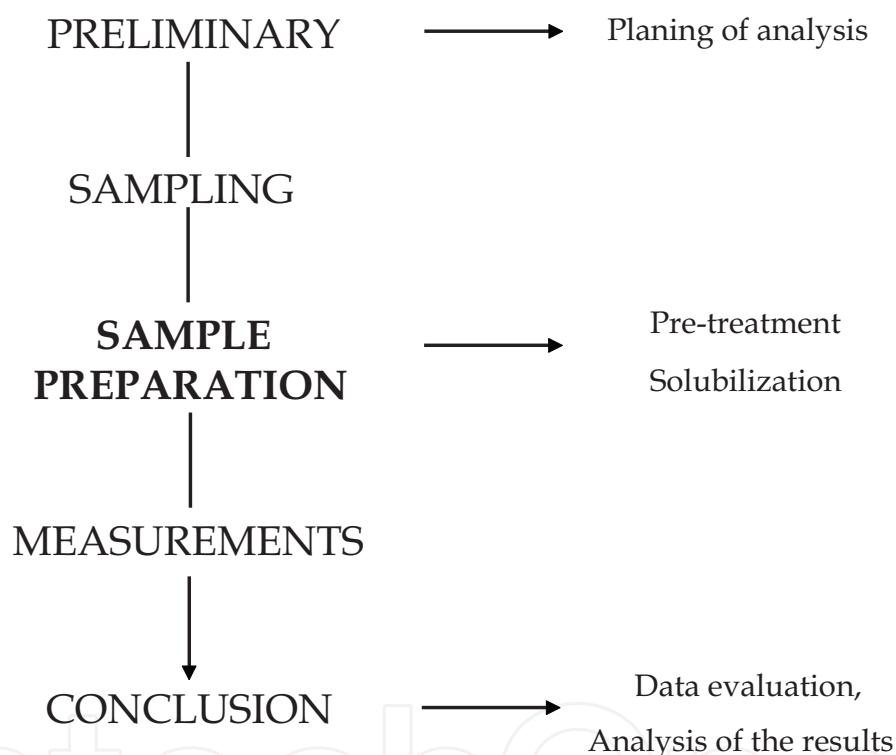 PRELIMINARY
Planing of analysis
SAMPLING
SAMPLE
PREPARATION
Pre-treatment
Solubilization
MEASUREMENTS
CONCLUSION
Data evaluation,
Analysis of the results